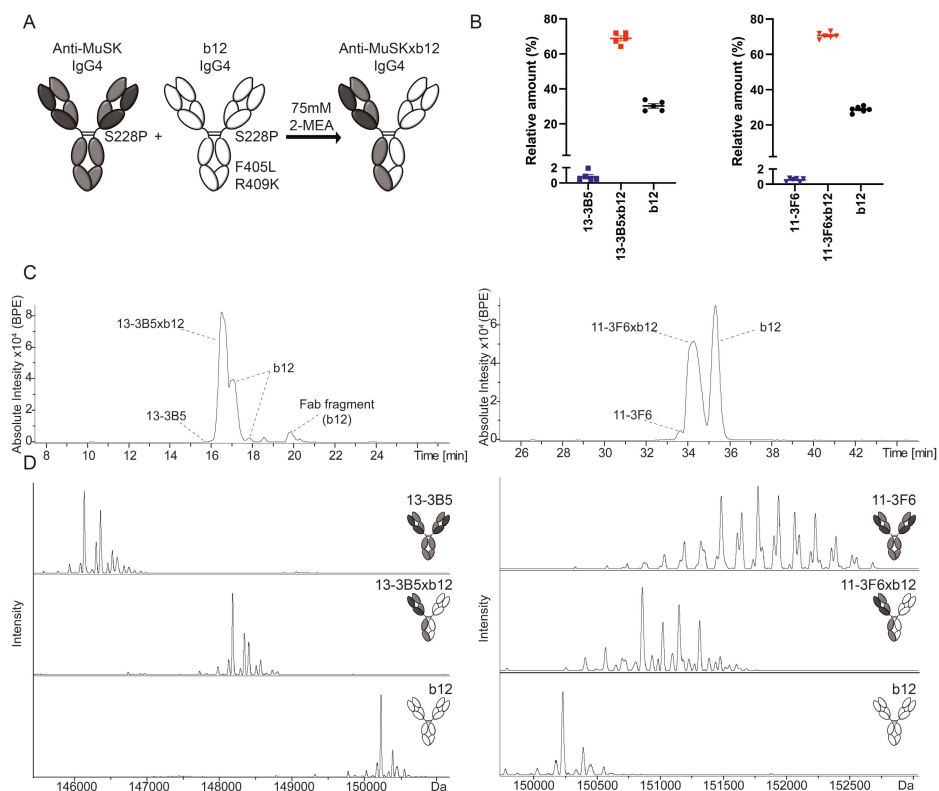 A
Anti-MuSK
IgG4
b12
IgG4
Anti-MuSKxb12
IgG4
S228P
+
S228P
F405L
R409K
75mM
2-MEA
B
Relative amount (%)
80
60
40
20
2
0
13-3B5
13-3B5xb12
b12
Relative amount (%)
80
60
40
20
2
0
11-3F6
11-3F6xb12
b12
C
Absolute Intesity x10⁴ (BPE)
8
6
4
2
0
13-3B5xb12
b12
13-3B5
Fab fragment
(b12)
8 10 12 14 16 18 20 22 24 Time [min]
Absolute Intesity x10⁴ (BPE)
6
4
2
0
11-3F6xb12
b12
11-3F6
26 28 30 32 34 36 38 40 42 Time [min]
D
Intensity
13-3B5
13-3B5xb12
b12
146000 147000 148000 149000 150000 Da
Intensity
11-3F6
11-3F6xb12
b12
150000 150500 151000 151500 152000 152500 Da